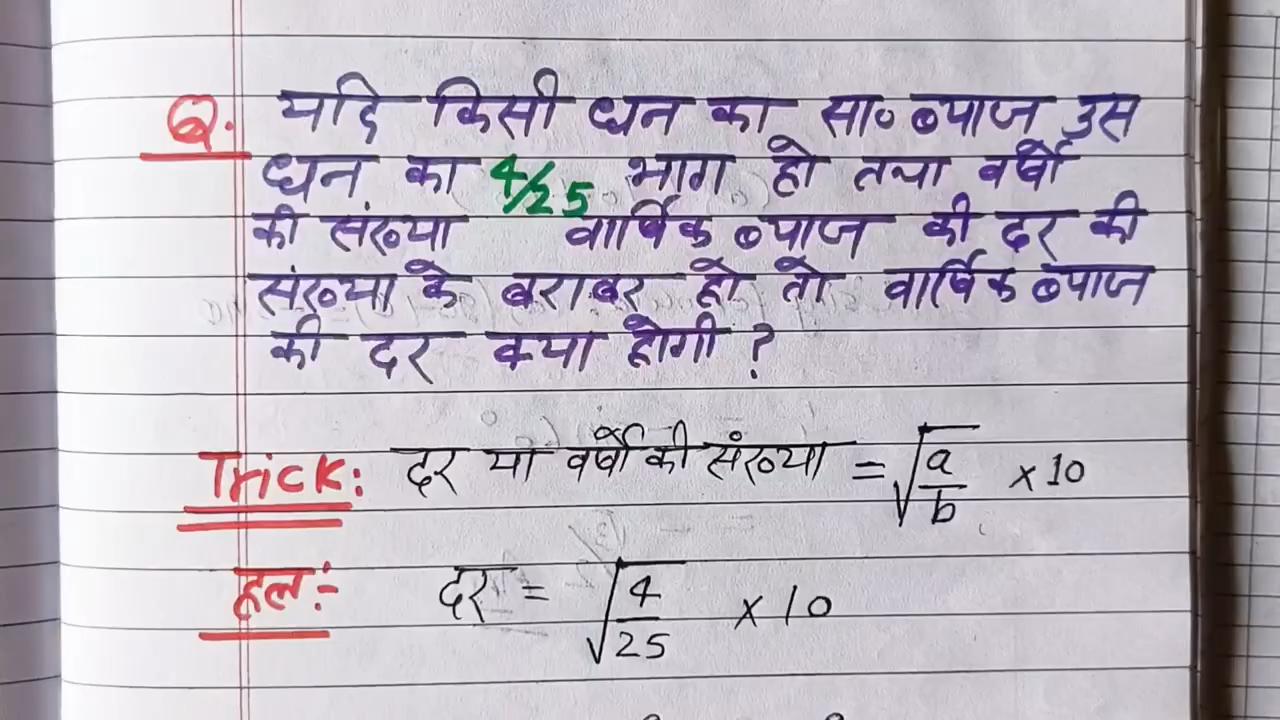 Q. यदि किसी धन का सा० ब्याज उस
धन का 4/25 भाग हो तथा वर्षो
की संख्या वार्षिक ब्याज की दर की
संख्या के बराबर हो तो वार्षिक ब्याज
की दर क्या होगी ?
Trick: दर या वर्षो की संख्या = √a/b × 10
हल:- दर = √4/25 × 10